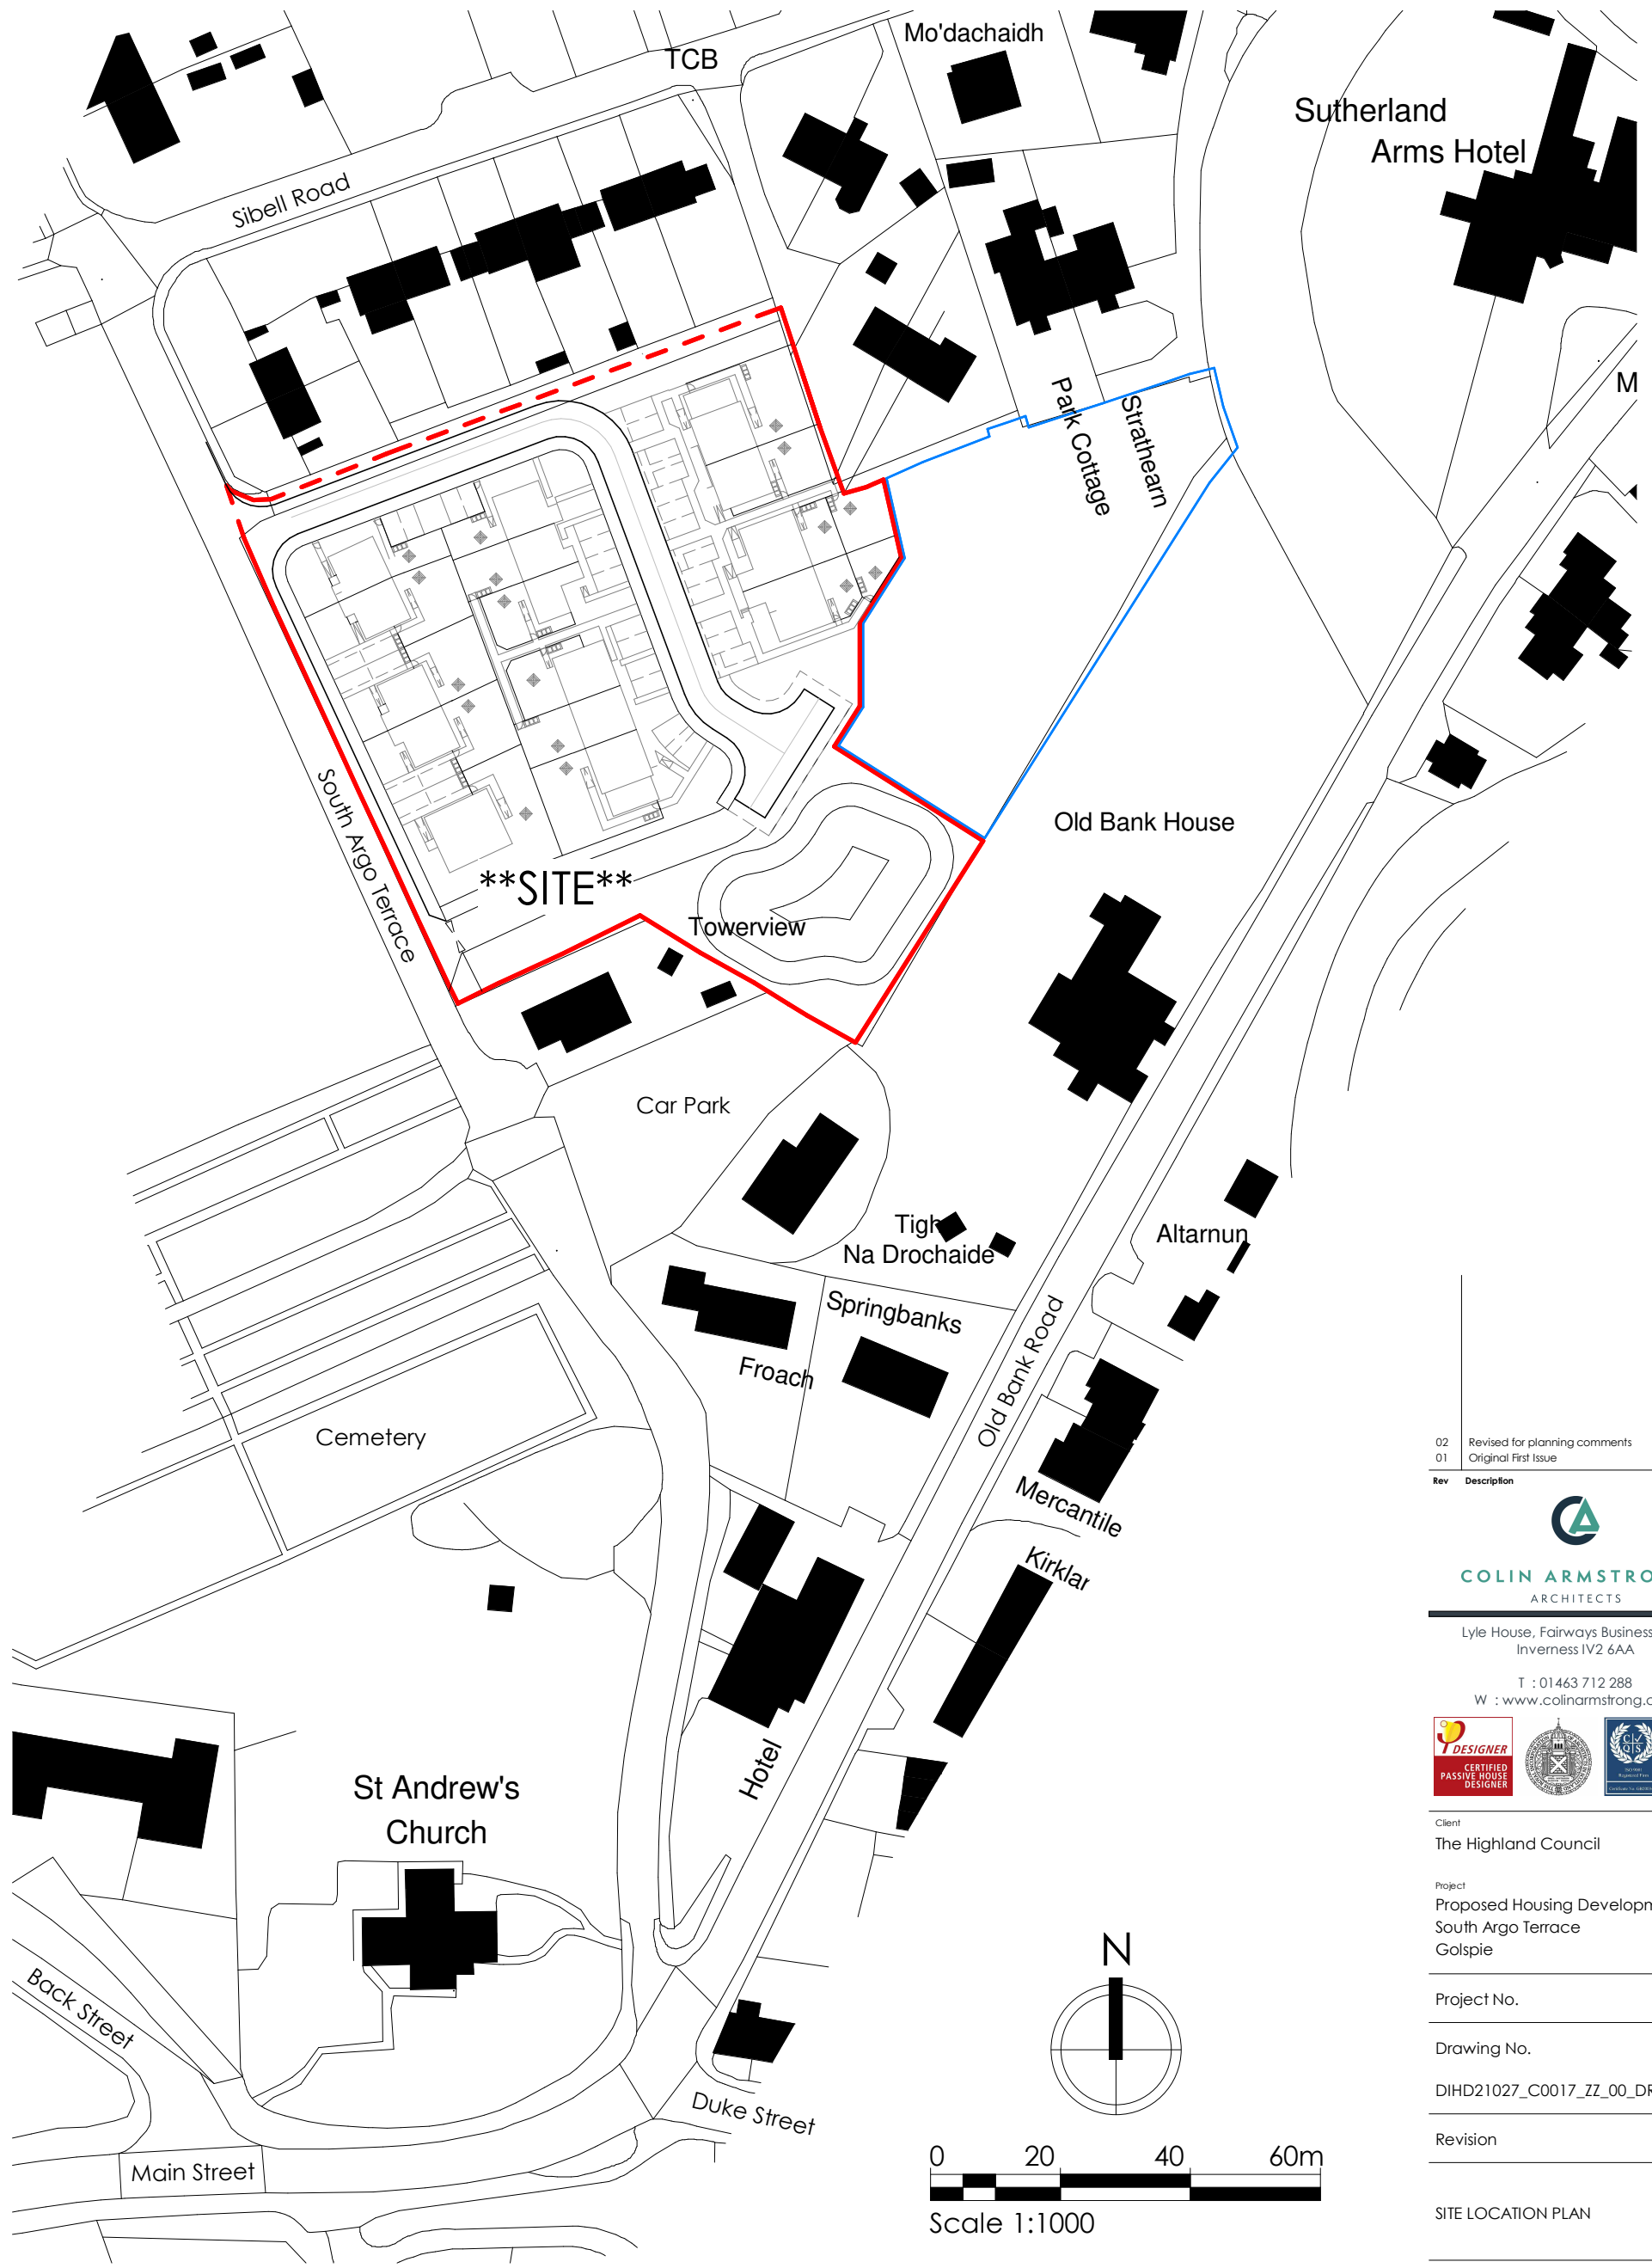 Mo'dachaidh
TCB
Sutherland
Arms Hotel
Sibell Road
M
Park Cottage
Strathearn
South Argo Terrace
Old Bank House
**SITE**
Towerview
Car Park
Tigh
Na Drochaide
Altarnun
Springbanks
Froach
Old Bank Road
Cemetery
Mercantile
Kirklar
Hotel
St Andrew's
Church
Back Street
Duke Street
Main Street
N
0 20 40 60m
Scale 1:1000
02 Revised for planning comments
01 Original First Issue
Rev Description
CA
COLIN ARMSTRO
ARCHITECTS
Lyle House, Fairways Business
Inverness IV2 6AA
T : 01463 712 288
W : www.colinarmstrong.c
DESIGNER
CERTIFIED
PASSIVE HOUSE
DESIGNER
Client
The Highland Council
Project
Proposed Housing Developm
South Argo Terrace
Golspie
Project No.
Drawing No.
DIHD21027_C0017_ZZ_00_DR
Revision
SITE LOCATION PLAN